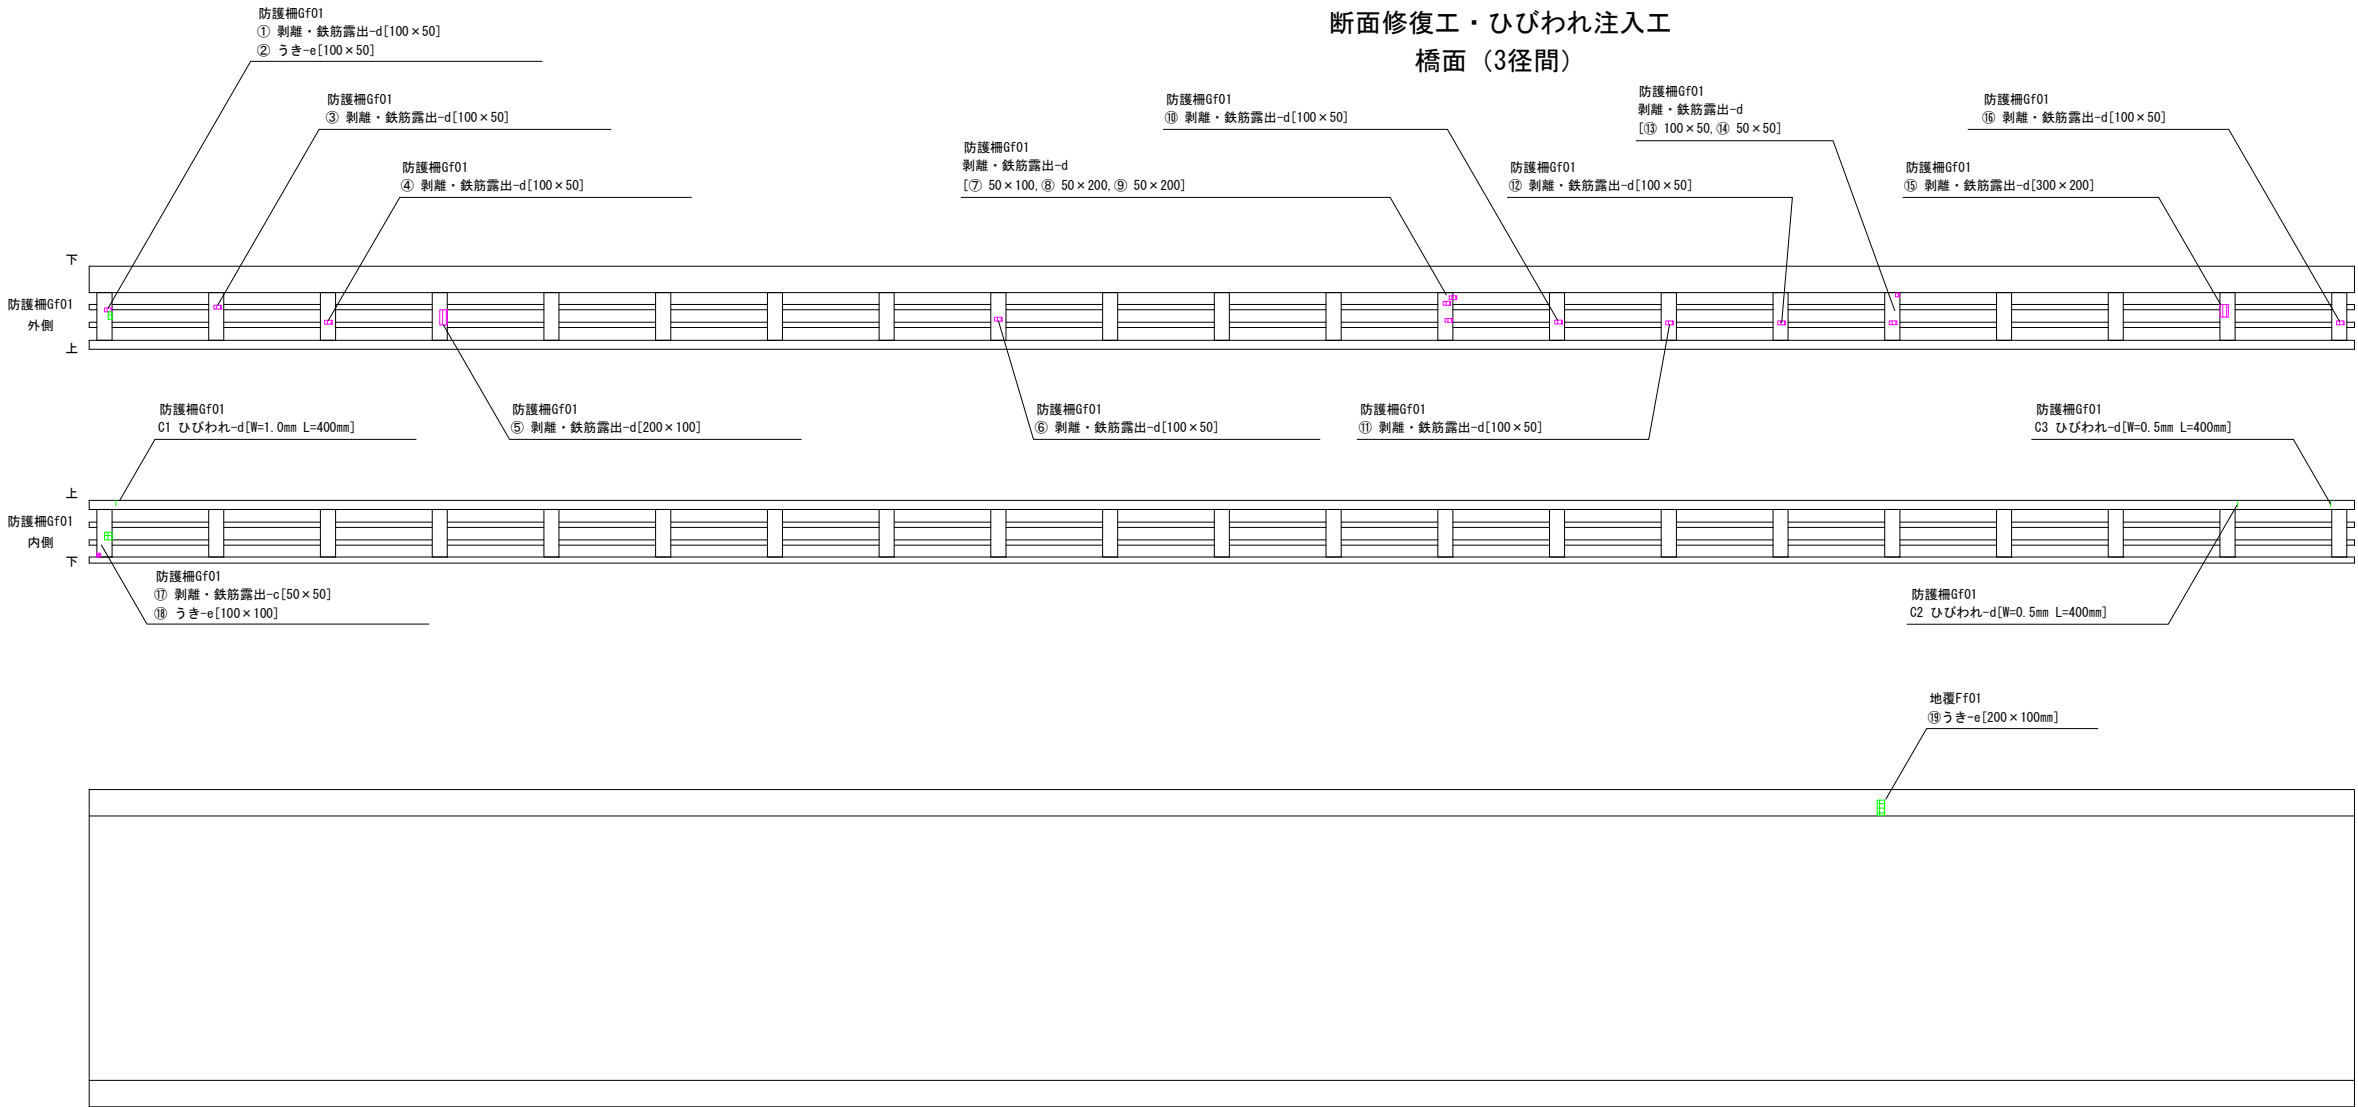 断面修復工・ひびわれ注入工
橋面（3径間）
防護柵Gf01
① 剥離・鉄筋露出-d[100×50]
② うき-e[100×50]
防護柵Gf01
③ 剥離・鉄筋露出-d[100×50]
防護柵Gf01
④ 剥離・鉄筋露出-d[100×50]
防護柵Gf01
剥離・鉄筋露出-d
[⑦ 50×100,⑧ 50×200,⑨ 50×200]
防護柵Gf01
⑩ 剥離・鉄筋露出-d[100×50]
防護柵Gf01
⑫ 剥離・鉄筋露出-d[100×50]
防護柵Gf01
剥離・鉄筋露出-d
[⑬ 100×50,⑭ 50×50]
防護柵Gf01
⑮ 剥離・鉄筋露出-d[300×200]
防護柵Gf01
⑯ 剥離・鉄筋露出-d[100×50]
下
防護柵Gf01
外側
上
防護柵Gf01
C1 ひびわれ-d[W=1.0mm L=400mm]
防護柵Gf01
⑤ 剥離・鉄筋露出-d[200×100]
防護柵Gf01
⑥ 剥離・鉄筋露出-d[100×50]
防護柵Gf01
⑪ 剥離・鉄筋露出-d[100×50]
防護柵Gf01
C3 ひびわれ-d[W=0.5mm L=400mm]
上
防護柵Gf01
内側
下
防護柵Gf01
⑰ 剥離・鉄筋露出-c[50×50]
⑱ うき-e[100×100]
防護柵Gf01
C2 ひびわれ-d[W=0.5mm L=400mm]
地覆Ff01
⑲うき-e[200×100mm]